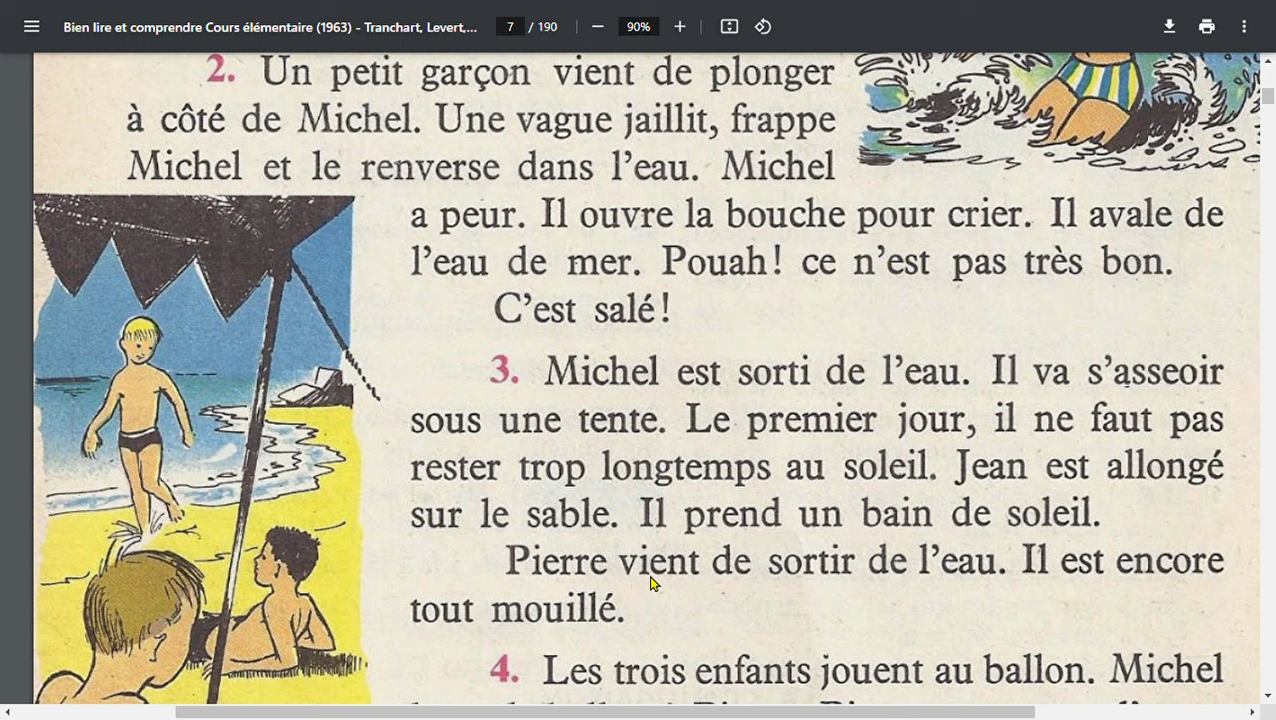 Bien lire et comprendre Cours élémentaire (1963) - Tranchart, Levert,...
7 / 190
90%
2. Un petit garçon vient de plonger
à côté de Michel. Une vague jaillit, frappe
Michel et le renverse dans l'eau. Michel
a peur. Il ouvre la bouche pour crier. Il avale de
l'eau de mer. Pouah! ce n'est pas très bon.
C'est salé!
3. Michel est sorti de l'eau. Il va s'asseoir
sous une tente. Le premier jour, il ne faut pas
rester trop longtemps au soleil. Jean est allongé
sur le sable. Il prend un bain de soleil.
Pierre vient de sortir de l'eau. Il est encore
tout mouillé.
4. Les trois enfants jouent au ballon. Michel